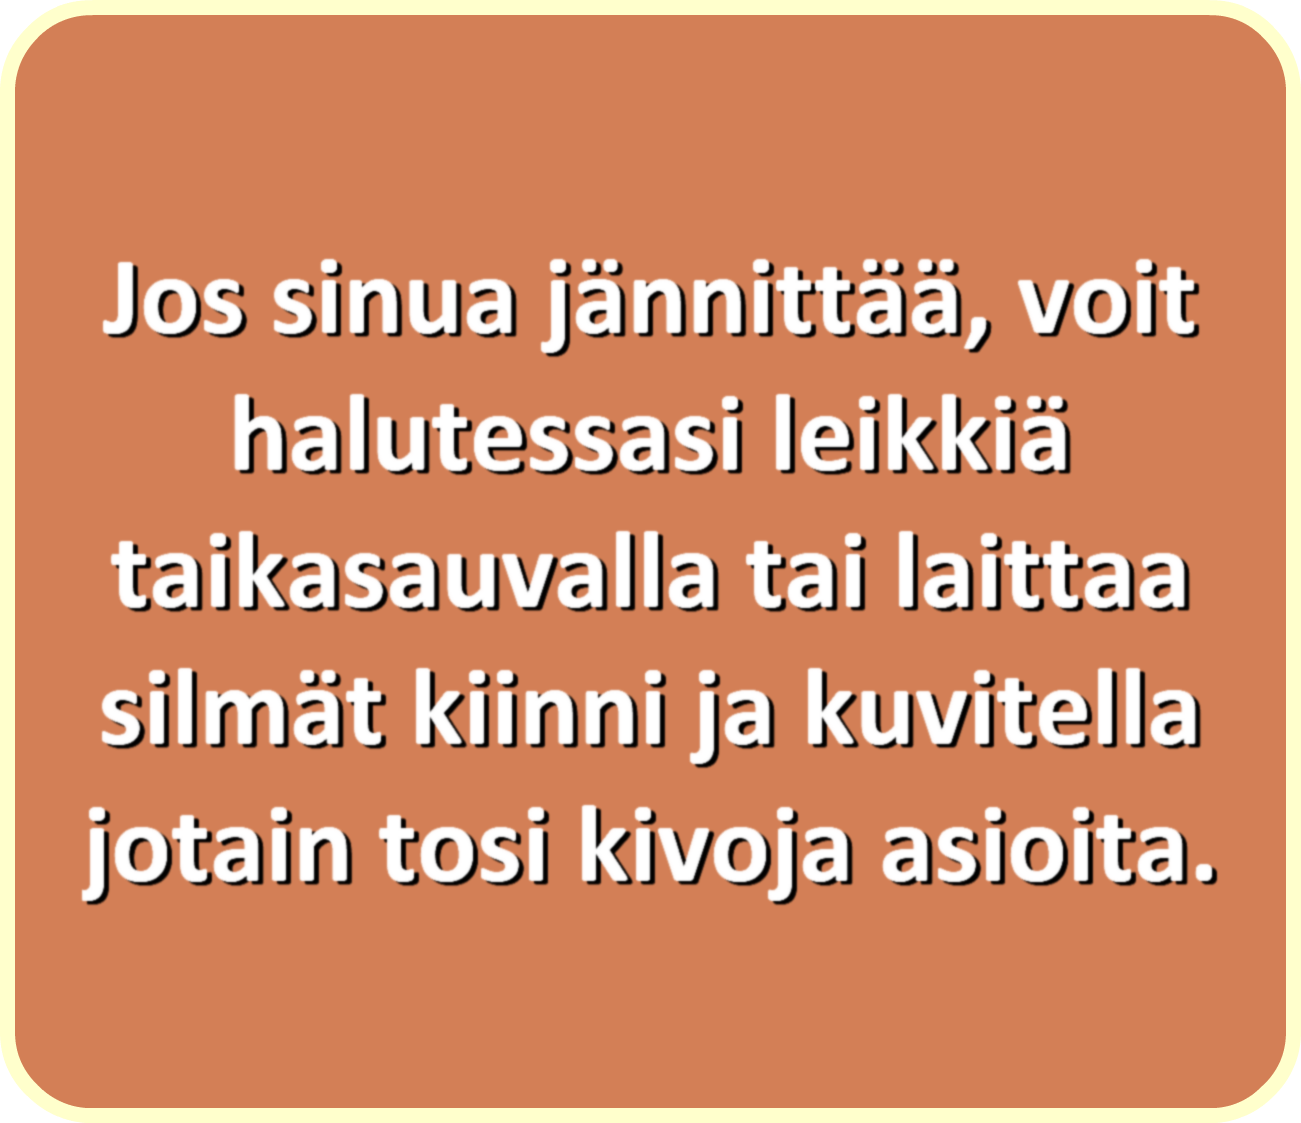 Jos sinua jännittää, voit
halutessasi leikkiä
taikasauvalla tai laittaa
silmät kiinni ja kuvitella
jotain tosi kivoja asioita.